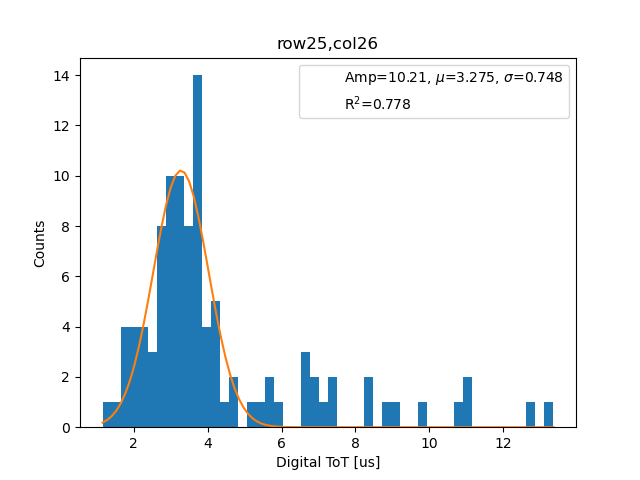 row25,col26
Amp=10.21, μ=3.275, σ=0.748
R²=0.778
Counts
14
12
10
8
6
4
2
0
2 4 6 8 10 12
Digital ToT [us]